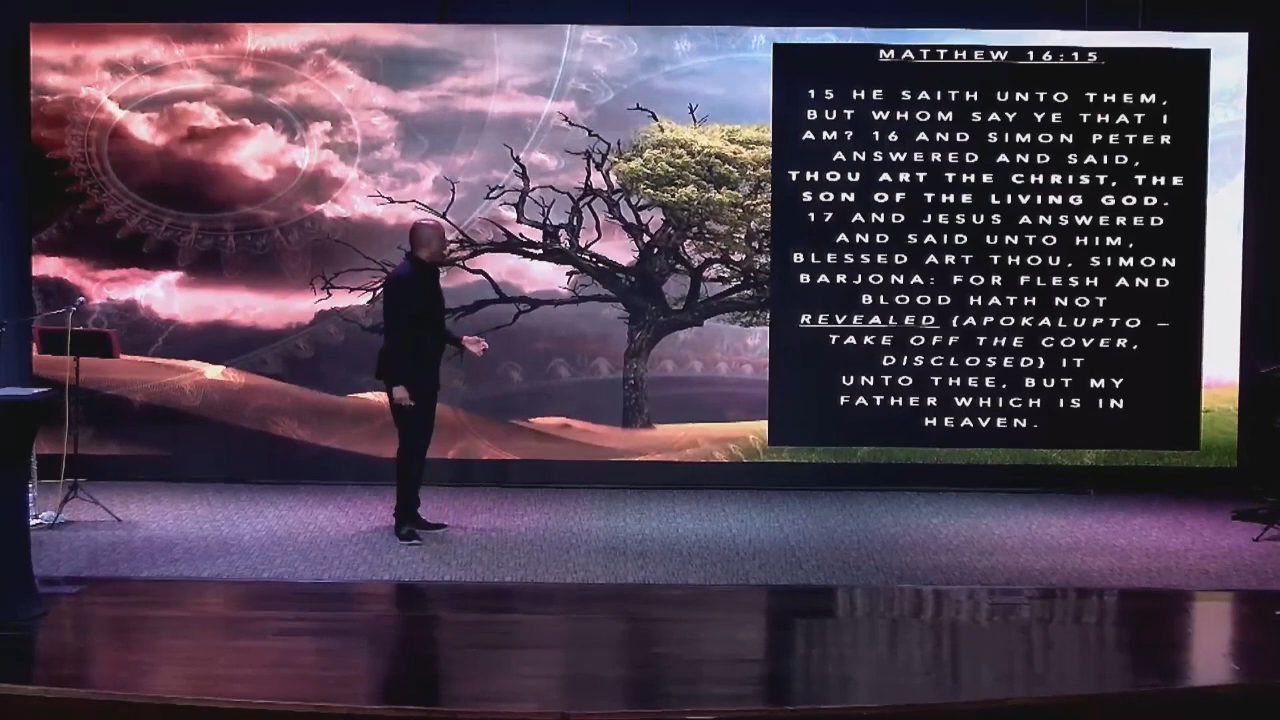 MATTHEW 16:15
15 HE SAITH UNTO THEM,
BUT WHOM SAY YE THAT I
AM? 16 AND SIMON PETER
ANSWERED AND SAID,
THOU ART THE CHRIST, THE
SON OF THE LIVING GOD.
17 AND JESUS ANSWERED
AND SAID UNTO HIM,
BLESSED ART THOU, SIMON
BARJONA: FOR FLESH AND
BLOOD HATH NOT
REVEALED {APOKALUPTO –
TAKE OFF THE COVER,
DISCLOSED} IT
UNTO THEE, BUT MY
FATHER WHICH IS IN
HEAVEN.